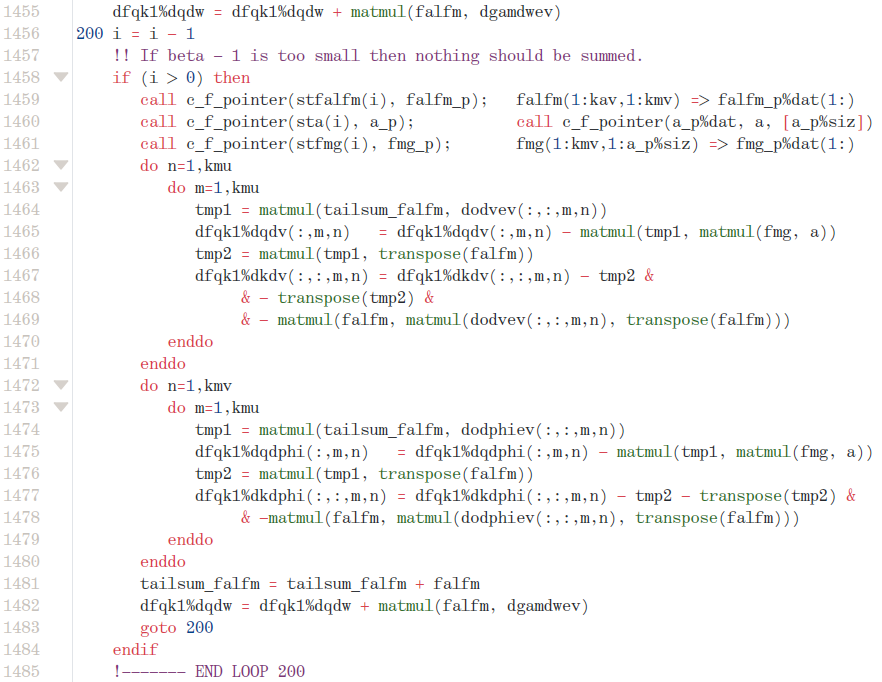 1455    dfqk1%dqdw = dfqk1%dqdw + matmul(falfm, dgamdwev)
1456 200 i = i - 1
1457    !! If beta - 1 is too small then nothing should be summed.
1458    if (i > 0) then
1459       call c_f_pointer(stfalfm(i), falfm_p);   falfm(1:kav,1:kmv) => falfm_p%dat(1:)
1460       call c_f_pointer(sta(i), a_p);           call c_f_pointer(a_p%dat, a, [a_p%siz])
1461       call c_f_pointer(stfmg(i), fmg_p);       fmg(1:kmv,1:a_p%siz) => fmg_p%dat(1:)
1462       do n=1,kmu
1463          do m=1,kmu
1464             tmp1 = matmul(tailsum_falfm, dodvev(:,:,m,n))
1465             dfqk1%dqdv(:,m,n)   = dfqk1%dqdv(:,m,n) - matmul(tmp1, matmul(fmg, a))
1466             tmp2 = matmul(tmp1, transpose(falfm))
1467             dfqk1%dkdv(:,:,m,n) = dfqk1%dkdv(:,:,m,n) - tmp2 &
1468                  & - transpose(tmp2) &
1469                  & - matmul(falfm, matmul(dodvev(:,:,m,n), transpose(falfm)))
1470          enddo
1471       enddo
1472       do n=1,kmv
1473          do m=1,kmu
1474             tmp1 = matmul(tailsum_falfm, dodphiev(:,:,m,n))
1475             dfqk1%dqdphi(:,m,n)   = dfqk1%dqdphi(:,m,n) - matmul(tmp1, matmul(fmg, a))
1476             tmp2 = matmul(tmp1, transpose(falfm))
1477             dfqk1%dkdphi(:,:,m,n) = dfqk1%dkdphi(:,:,m,n) - tmp2 - transpose(tmp2) &
1478                  & -matmul(falfm, matmul(dodphiev(:,:,m,n), transpose(falfm)))
1479          enddo
1480       enddo
1481       tailsum_falfm = tailsum_falfm + falfm
1482       dfqk1%dqdw = dfqk1%dqdw + matmul(falfm, dgamdwev)
1483       goto 200
1484    endif
1485    !------- END LOOP 200